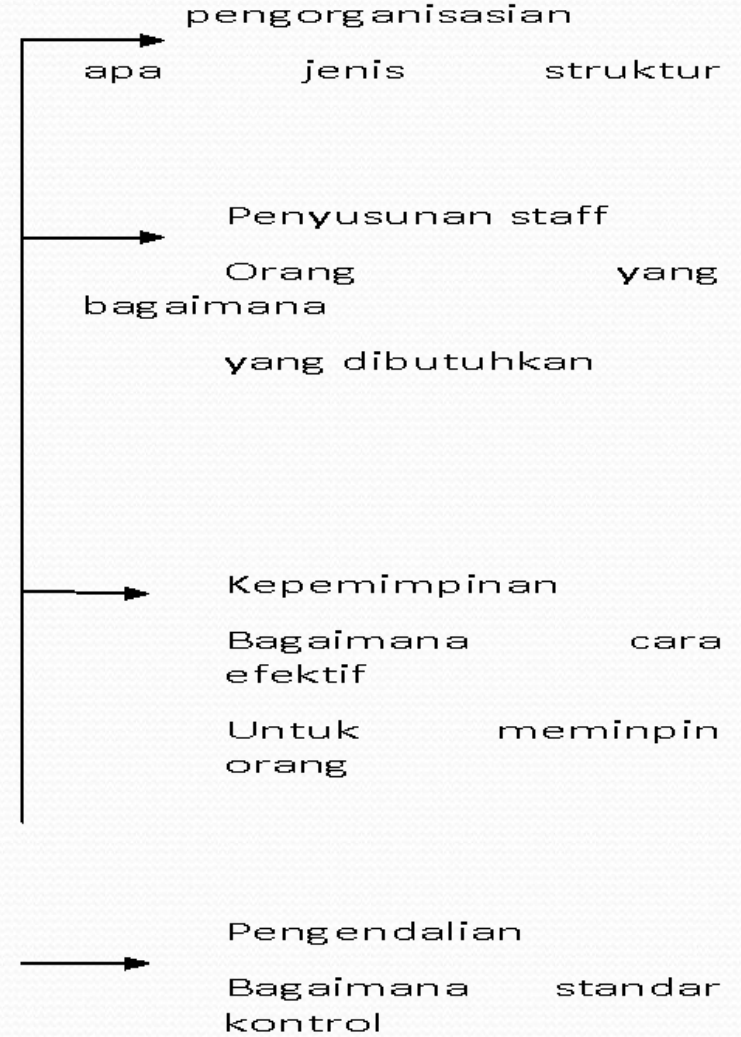 pengorganisasian
apa jenis struktur
Penyusunan staff
Orang yang
bagaimana
yang dibutuhkan
Kepemimpinan
Bagaimana cara
efektif
Untuk meminpin
orang
Pengendalian
Bagaimana standar
kontrol